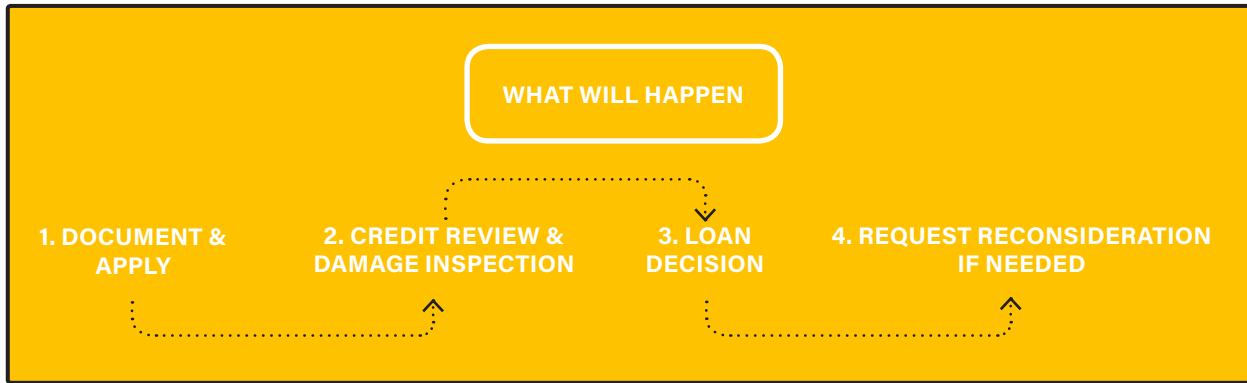 WHAT WILL HAPPEN
1. DOCUMENT &
APPLY
2. CREDIT REVIEW &
DAMAGE INSPECTION
3. LOAN
DECISION
4. REQUEST RECONSIDERATION
IF NEEDED